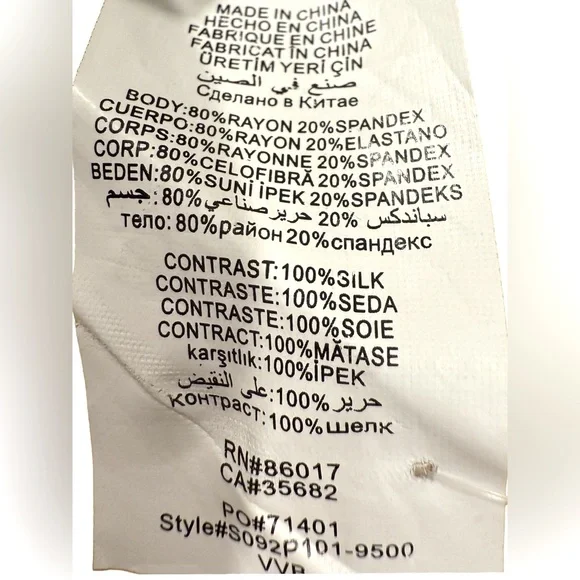 MADE IN CHINA
HECHO EN CHINA
FABRIQUE EN CHINE
FABRICAT ÎN CHINA
ÜRETİM YERİ ÇİN
صنع في الصين
Сделано в Китае
BODY:80%RAYON 20%SPANDEX
CUERPO:80%RAYON 20%ELASTANO
CORPS:80%RAYONNE 20%SPANDEX
CORP:80%CELOFIBRĂ 20%SPANDEX
BEDEN:80%SUNİ İPEK 20%SPANDEKS
جسم: 80% حرير صناعي 20% سباندكس
тело: 80%район 20%спандекс
CONTRAST:100%SILK
CONTRASTE:100%SEDA
CONTRASTE:100%SOIE
CONTRACT:100%MĂTASE
karşıtlık:100%İPEK
على النقيض: 100% حرير
контраст:100%шелк
RN#86017
CA#35682
PO#71401
Style#S092P101-9500
VVB